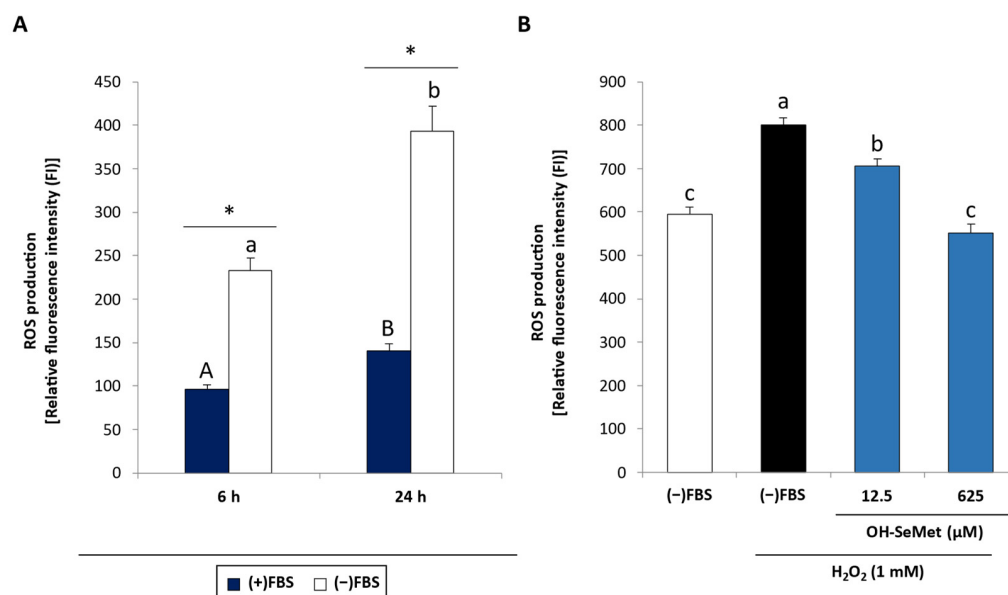 A
ROS production
[Relative fluorescence intensity (FI)]
450
400
350
300
250
200
150
100
50
0
*
*
A
a
B
b
6 h
24 h
(+)FBS
(−)FBS
B
ROS production
[Relative fluorescence intensity (FI)]
900
800
700
600
500
400
300
200
100
0
c
a
b
c
(−)FBS
(−)FBS
12.5
625
OH-SeMet (µM)
H₂O₂ (1 mM)